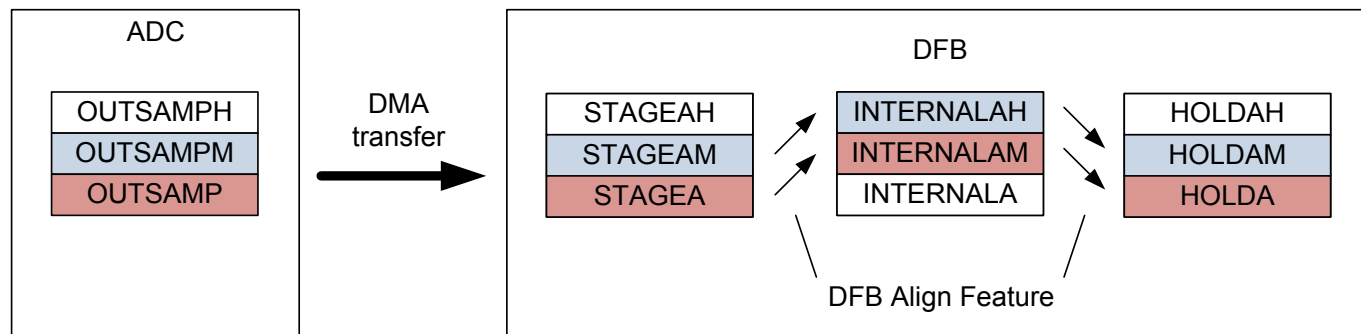 ADC
OUTSAMPH
OUTSAMPM
OUTSAMP
DMA
transfer
DFB
STAGEAH
STAGEAM
STAGEA
INTERNALAH
INTERNALAM
INTERNALA
HOLDAH
HOLDAM
HOLDA
DFB Align Feature